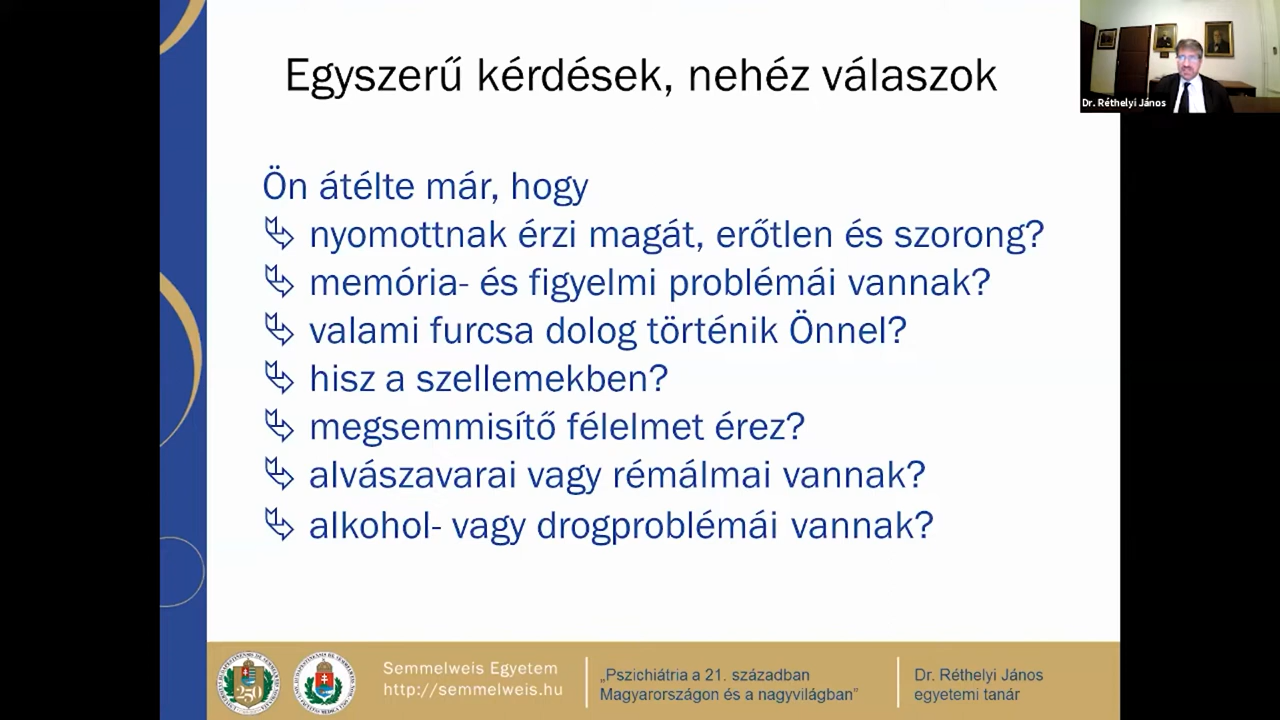 Egyszerű kérdések, nehéz válaszok
Dr. Réthelyi János
Ön átélte már, hogy
nyomottnak érzi magát, erőtlen és szorong?
memória- és figyelmi problémái vannak?
valami furcsa dolog történik Önnel?
hisz a szellemekben?
megsemmisítő félelmet érez?
alvászavarai vagy rémálmai vannak?
alkohol- vagy drogproblémái vannak?
250
Semmelweis Egyetem
http://semmelweis.hu
„Pszichiátria a 21. században
Magyarországon és a nagyvilágban”
Dr. Réthelyi János
egyetemi tanár